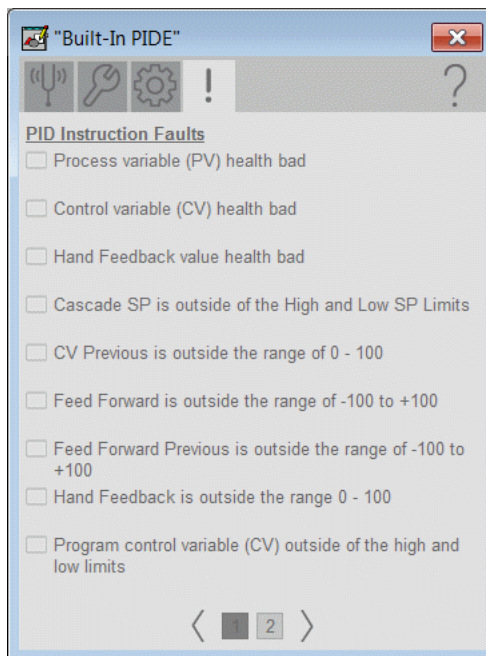 "Built-In PIDE"
!
?
PID Instruction Faults
Process variable (PV) health bad
Control variable (CV) health bad
Hand Feedback value health bad
Cascade SP is outside of the High and Low SP Limits
CV Previous is outside the range of 0 - 100
Feed Forward is outside the range of -100 to +100
Feed Forward Previous is outside the range of -100 to
+100
Hand Feedback is outside the range 0 - 100
Program control variable (CV) outside of the high and
low limits
1 2